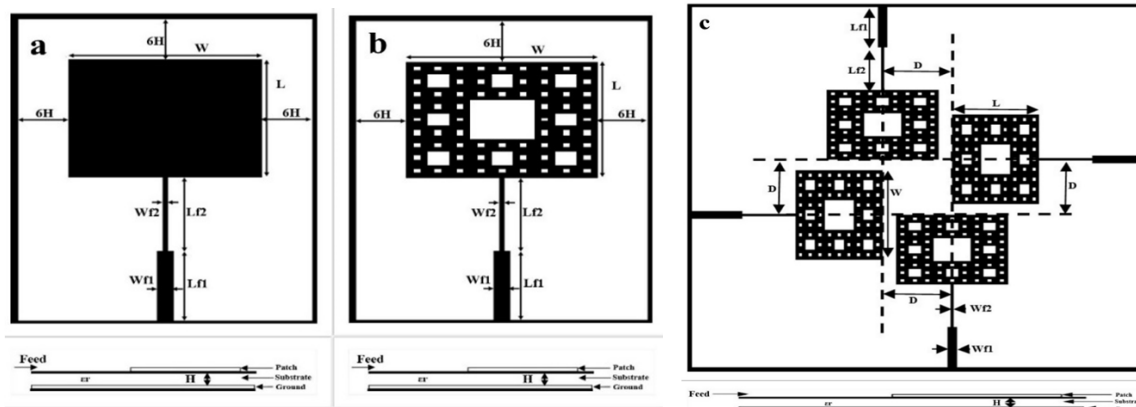 a
6H
W
L
6H
6H
Wf2
Lf2
Wf1
Lf1
Feed
Patch
Substrate
Ground
εr
H
b
6H
W
L
6H
6H
Wf2
Lf2
Wf1
Lf1
Feed
Patch
Substrate
Ground
εr
H
c
Lf1
Lf2
D
L
D
W
D
D
Wf2
Wf1
Feed
Patch
Substrate
εr
H